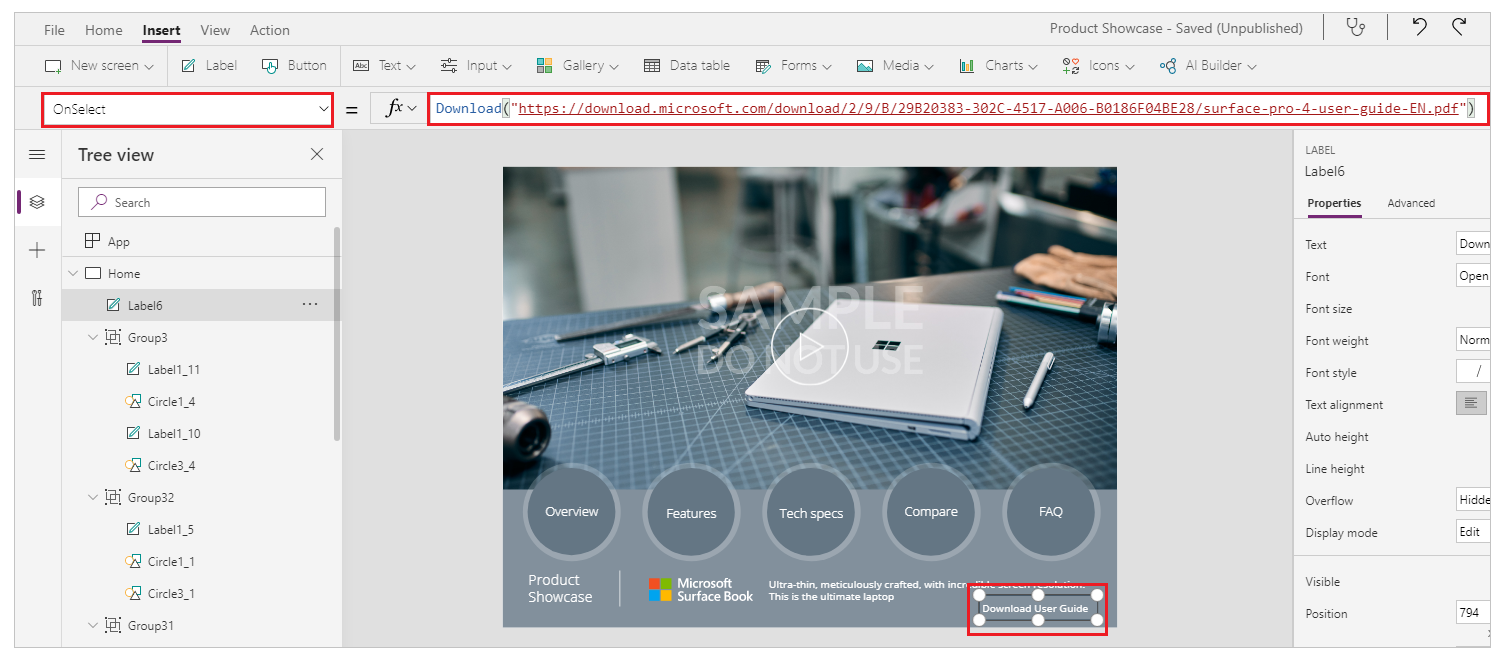 File Home Insert View Action Product Showcase - Saved (Unpublished)
New screen Label Button Text Input Gallery Data table Forms Media Charts Icons AI Builder
OnSelect = fx Download("https://download.microsoft.com/download/2/9/B/29B20383-302C-4517-A006-B0186F04BE28/surface-pro-4-user-guide-EN.pdf")
Tree view
Search
App
Home
Label6
Group3
Label1_11
Circle1_4
Label1_10
Circle3_4
Group32
Label1_5
Circle1_1
Circle3_1
Group31
SAMPLE
DO NOT USE
Overview Features Tech specs Compare FAQ
Product
Showcase
Microsoft
Surface Book
Ultra-thin, meticulously crafted, with incredible screen resolution.
This is the ultimate laptop
Download User Guide
LABEL
Label6
Properties Advanced
Text Down
Font Open
Font size
Font weight Norm
Font style /
Text alignment
Auto height
Line height
Overflow Hidde
Display mode Edit
Visible
Position 794